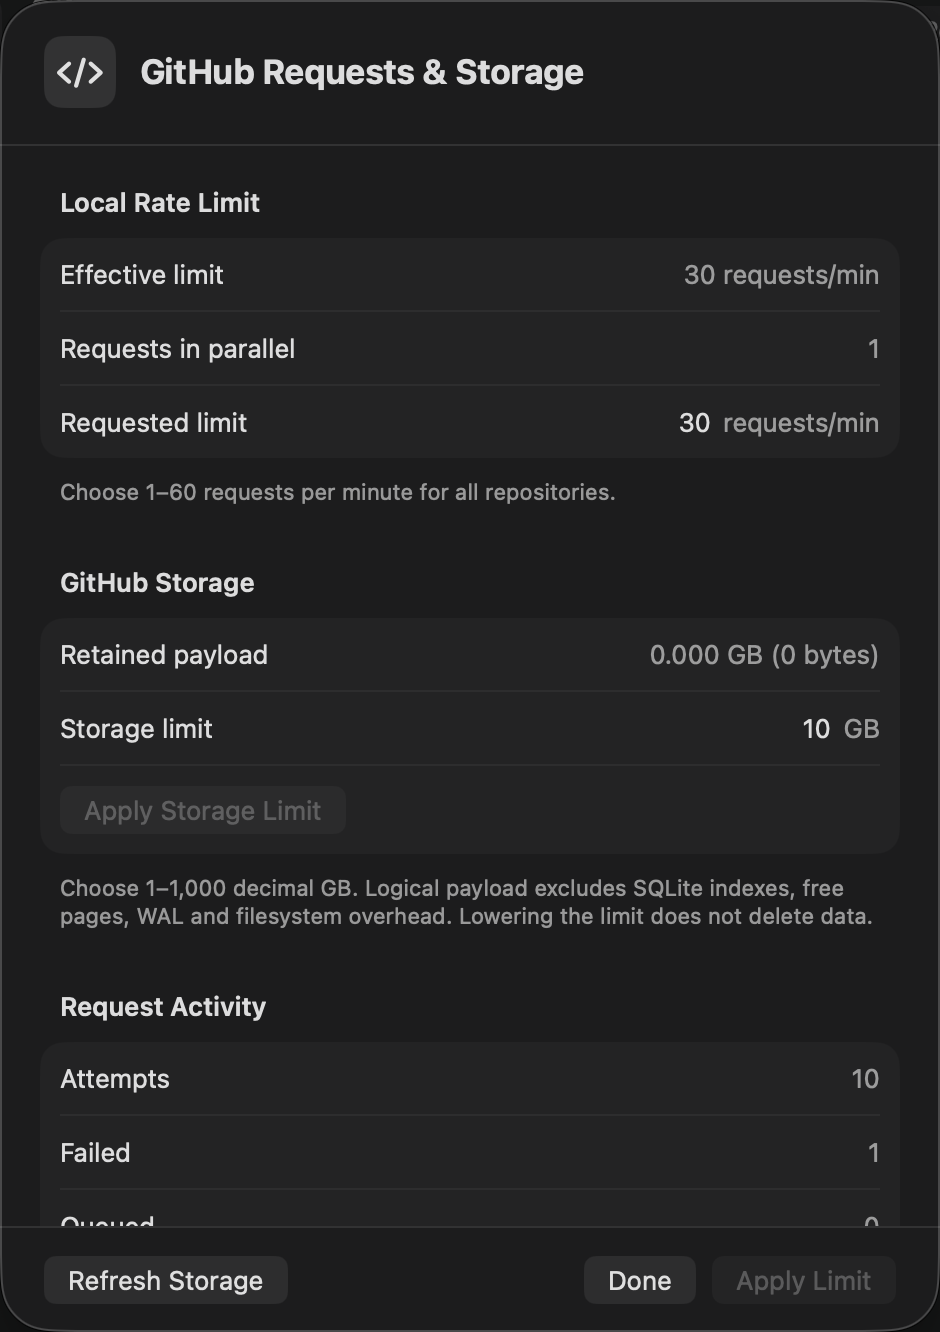 </> GitHub Requests & Storage
Local Rate Limit
Effective limit 30 requests/min
Requests in parallel 1
Requested limit 30 requests/min
Choose 1–60 requests per minute for all repositories.
GitHub Storage
Retained payload 0.000 GB (0 bytes)
Storage limit 10 GB
Apply Storage Limit
Choose 1–1,000 decimal GB. Logical payload excludes SQLite indexes, free
pages, WAL and filesystem overhead. Lowering the limit does not delete data.
Request Activity
Attempts 10
Failed 1
Queued 0
Refresh Storage Done Apply Limit